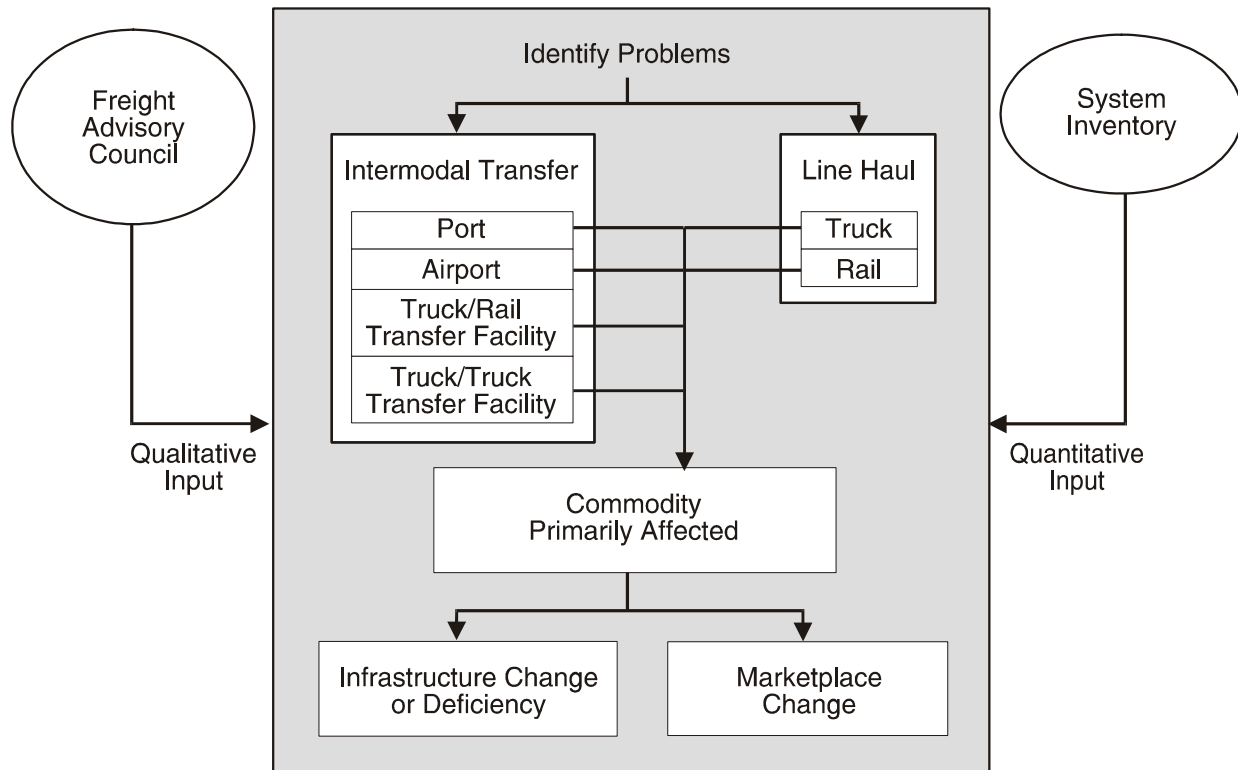 Identify Problems
Freight
Advisory
Council
System
Inventory
Intermodal Transfer
Port
Airport
Truck/Rail
Transfer Facility
Truck/Truck
Transfer Facility
Line Haul
Truck
Rail
Qualitative
Input
Quantitative
Input
Commodity
Primarily Affected
Infrastructure Change
or Deficiency
Marketplace
Change